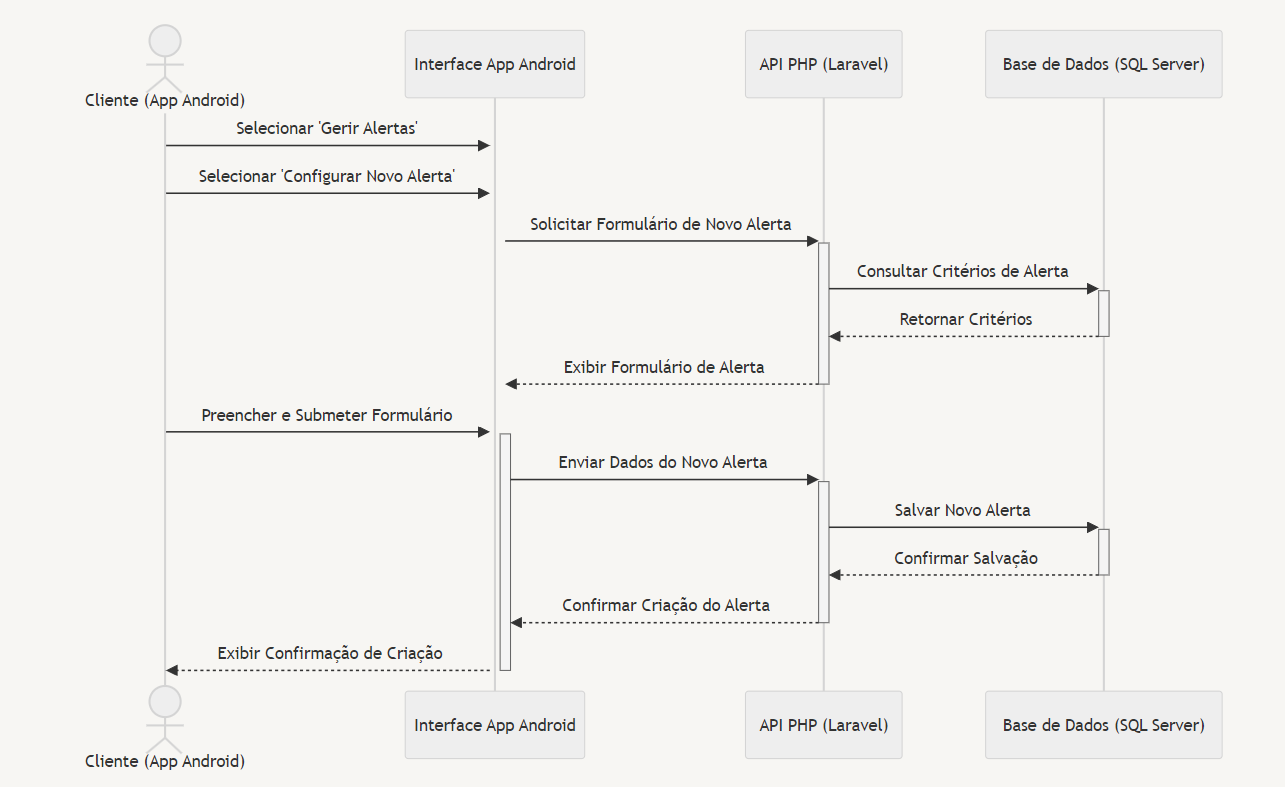 Cliente (App Android)
Interface App Android
API PHP (Laravel)
Base de Dados (SQL Server)
Selecionar 'Gerir Alertas'
Selecionar 'Configurar Novo Alerta'
Solicitar Formulário de Novo Alerta
Consultar Critérios de Alerta
Retornar Critérios
Exibir Formulário de Alerta
Preencher e Submeter Formulário
Enviar Dados do Novo Alerta
Salvar Novo Alerta
Confirmar Salvação
Confirmar Criação do Alerta
Exibir Confirmação de Criação
Cliente (App Android)
Interface App Android
API PHP (Laravel)
Base de Dados (SQL Server)